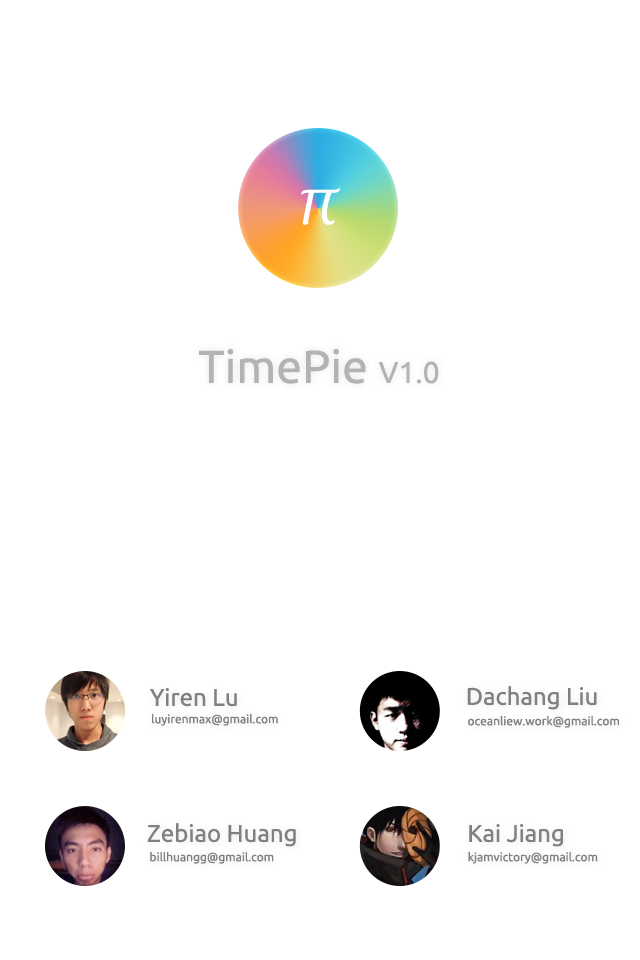 π
TimePie V1.0
Yiren Lu
luyirenmax@gmail.com
Dachang Liu
oceanliew.work@gmail.com
Zebiao Huang
billhuangg@gmail.com
Kai Jiang
kjamvictory@gmail.com